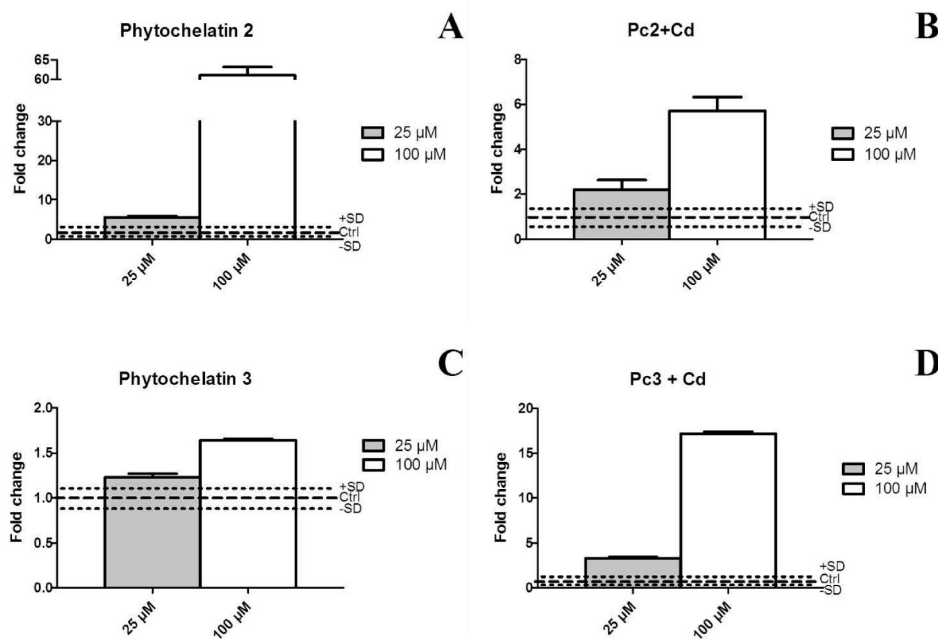 Phytochelatin 2
A
65
60
30
20
10
0
Fold change
+SD
Ctrl
-SD
25 µM
100 µM
25 µM
100 µM
Pc2+Cd
B
8
6
4
2
0
Fold change
+SD
Ctrl
-SD
25 µM
100 µM
25 µM
100 µM
Phytochelatin 3
C
2.0
1.5
1.0
0.5
0.0
Fold change
+SD
Ctrl
-SD
25 µM
100 µM
25 µM
100 µM
Pc3 + Cd
D
20
15
10
5
0
Fold change
+SD
Ctrl
-SD
25 µM
100 µM
25 µM
100 µM